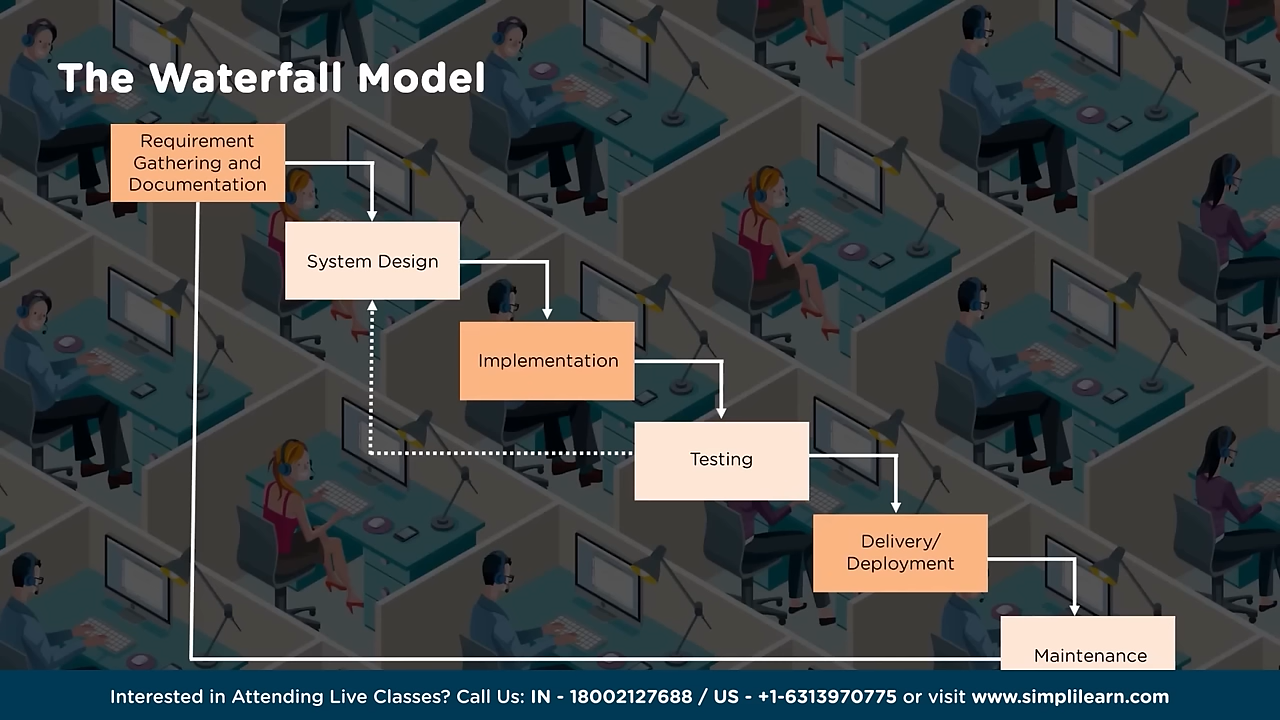 The Waterfall Model
Requirement
Gathering and
Documentation
System Design
Implementation
Testing
Delivery/
Deployment
Maintenance
Interested in Attending Live Classes? Call Us: IN - 18002127688 / US - +1-6313970775 or visit www.simplilearn.com